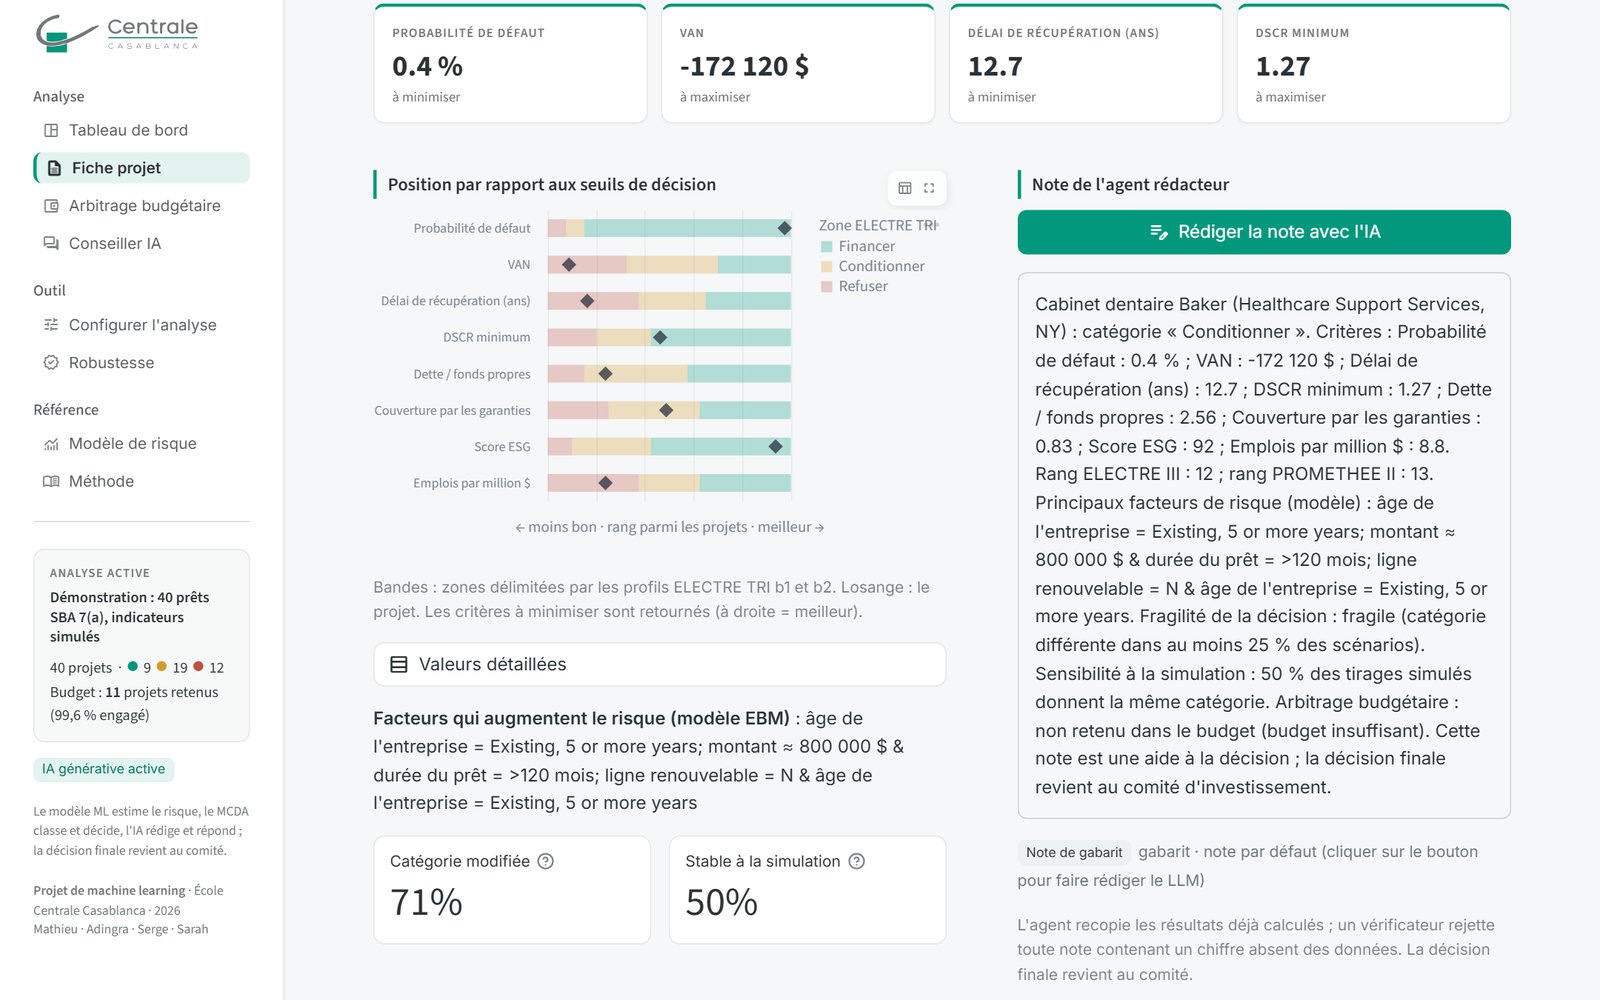 Centrale
CASABLANCA
Analyse
Tableau de bord
Fiche projet
Arbitrage budgétaire
Conseiller IA
Outil
Configurer l'analyse
Robustesse
Référence
Modèle de risque
Méthode
ANALYSE ACTIVE
Démonstration : 40 prêts
SBA 7(a), indicateurs
simulés
40 projets · 9 19 12
Budget : 11 projets retenus
(99,6 % engagé)
IA générative active
Le modèle ML estime le risque, le MCDA
classe et décide, l'IA rédige et répond ;
la décision finale revient au comité.
Projet de machine learning · École
Centrale Casablanca · 2026
Mathieu · Adingra · Serge · Sarah
PROBABILITÉ DE DÉFAUT
0.4 %
à minimiser
VAN
-172 120 $
à maximiser
DÉLAI DE RÉCUPÉRATION (ANS)
12.7
à minimiser
DSCR MINIMUM
1.27
à maximiser
Position par rapport aux seuils de décision
Probabilité de défaut
VAN
Délai de récupération (ans)
DSCR minimum
Dette / fonds propres
Couverture par les garanties
Score ESG
Emplois par million $
Zone ELECTRE TRI
Financer
Conditionner
Refuser
← moins bon · rang parmi les projets · meilleur →
Bandes : zones délimitées par les profils ELECTRE TRI b1 et b2. Losange : le
projet. Les critères à minimiser sont retournés (à droite = meilleur).
Valeurs détaillées
Facteurs qui augmentent le risque (modèle EBM) : âge de
l'entreprise = Existing, 5 or more years; montant ≈ 800 000 $ &
durée du prêt = >120 mois; ligne renouvelable = N & âge de
l'entreprise = Existing, 5 or more years
Catégorie modifiée
71%
Stable à la simulation
50%
Note de l'agent rédacteur
Rédiger la note avec l'IA
Cabinet dentaire Baker (Healthcare Support Services,
NY) : catégorie « Conditionner ». Critères : Probabilité
de défaut : 0.4 % ; VAN : -172 120 $ ; Délai de
récupération (ans) : 12.7 ; DSCR minimum : 1.27 ; Dette
/ fonds propres : 2.56 ; Couverture par les garanties :
0.83 ; Score ESG : 92 ; Emplois par million $ : 8.8.
Rang ELECTRE III : 12 ; rang PROMETHEE II : 13.
Principaux facteurs de risque (modèle) : âge de
l'entreprise = Existing, 5 or more years; montant ≈
800 000 $ & durée du prêt = >120 mois; ligne
renouvelable = N & âge de l'entreprise = Existing, 5 or
more years. Fragilité de la décision : fragile (catégorie
différente dans au moins 25 % des scénarios).
Sensibilité à la simulation : 50 % des tirages simulés
donnent la même catégorie. Arbitrage budgétaire :
non retenu dans le budget (budget insuffisant). Cette
note est une aide à la décision ; la décision finale
revient au comité d'investissement.
Note de gabarit gabarit · note par défaut (cliquer sur le bouton
pour faire rédiger le LLM)
L'agent recopie les résultats déjà calculés ; un vérificateur rejette
toute note contenant un chiffre absent des données. La décision
finale revient au comité.